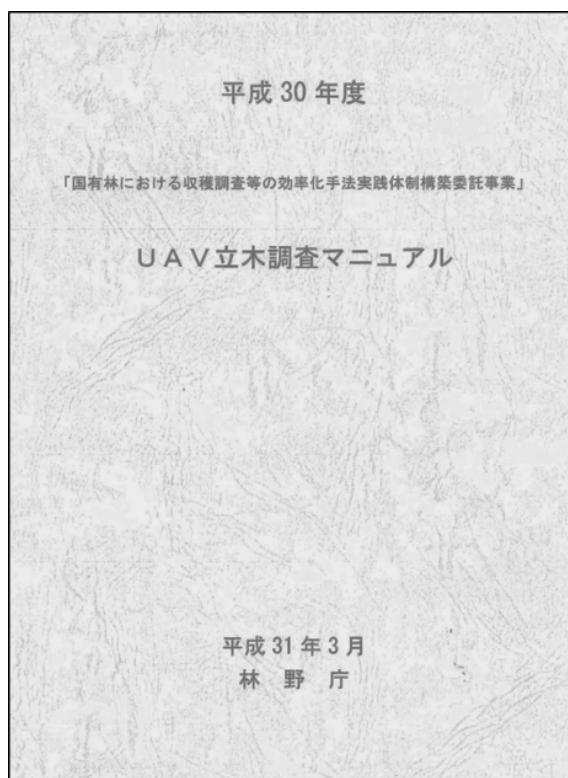 平成 30 年度
「国有林における収穫調査等の効率化手法実践体制構築委託事業」
ＵＡＶ立木調査マニュアル
平成 31 年 3 月
林 野 庁